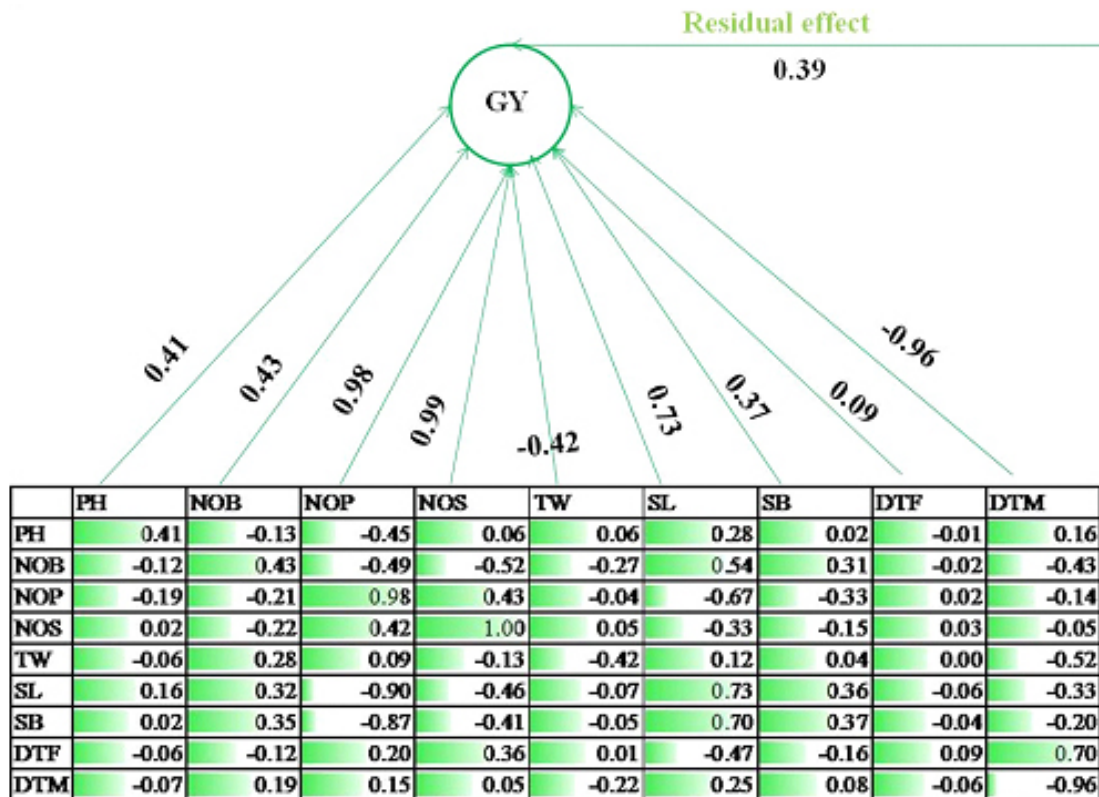 Residual effect
0.39
GY
0.41
0.43
0.98
0.99
-0.42
0.73
0.37
0.09
-0.96
PH NOB NOP NOS TW SL SB DTF DTM
PH 0.41 -0.13 -0.45 0.06 0.06 0.28 0.02 -0.01 0.16
NOB -0.12 0.43 -0.49 -0.52 -0.27 0.54 0.31 -0.02 -0.43
NOP -0.19 -0.21 0.98 0.43 -0.04 -0.67 -0.33 0.02 -0.14
NOS 0.02 -0.22 0.42 1.00 0.05 -0.33 -0.15 0.03 -0.05
TW -0.06 0.28 0.09 -0.13 -0.42 0.12 0.04 0.00 -0.52
SL 0.16 0.32 -0.90 -0.46 -0.07 0.73 0.36 -0.06 -0.33
SB 0.02 0.35 -0.87 -0.41 -0.05 0.70 0.37 -0.04 -0.20
DTF -0.06 -0.12 0.20 0.36 0.01 -0.47 -0.16 0.09 0.70
DTM -0.07 0.19 0.15 0.05 -0.22 0.25 0.08 -0.06 -0.96